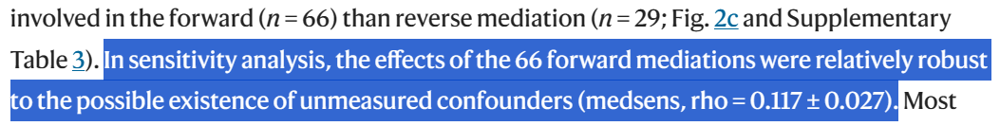 involved in the forward (n = 66) than reverse mediation (n = 29; Fig. 2c and Supplementary
Table 3). In sensitivity analysis, the effects of the 66 forward mediations were relatively robust
to the possible existence of unmeasured confounders (medsens, rho = 0.117 ± 0.027). Most